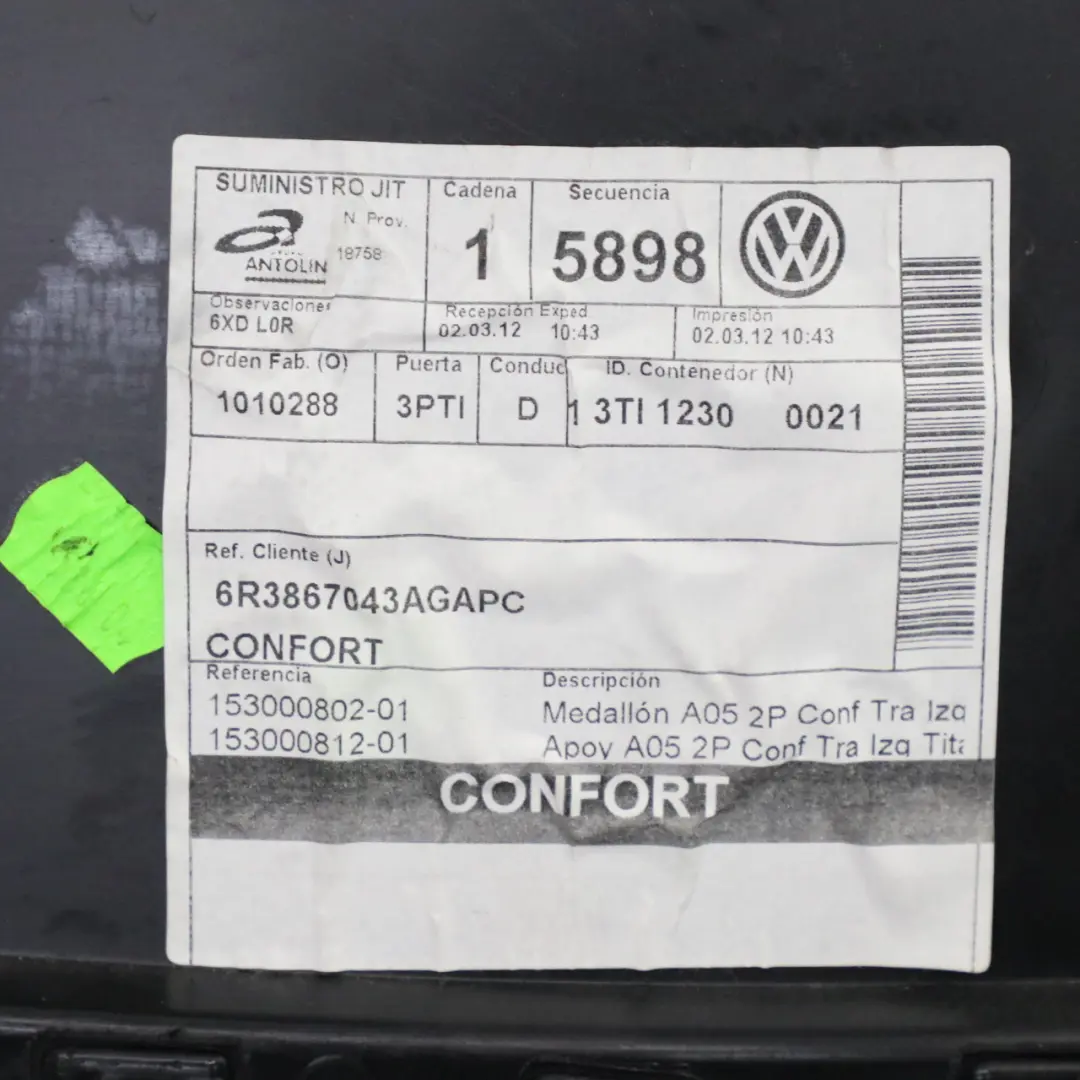 SUMINISTRO JIT
N. Prov.
18758
GRUPO
ANTOLIN
Cadena
1
Secuencia
5898
VW
Observaciones
6XD L0R
Recepción Exped
02.03.12 10:43
Impresión
02.03.12 10:43
Orden Fab. (O)
1010288
Puerta
3PTI
Conduc
D
ID. Contenedor (N)
1 3TI 1230 0021
Ref. Cliente (J)
6R3867043AGAPC
CONFORT
Referencia
Descripción
153000802-01
Medallón A05 2P Conf Tra Izq
153000812-01
Apoy A05 2P Conf Tra Izq Tita
CONFORT